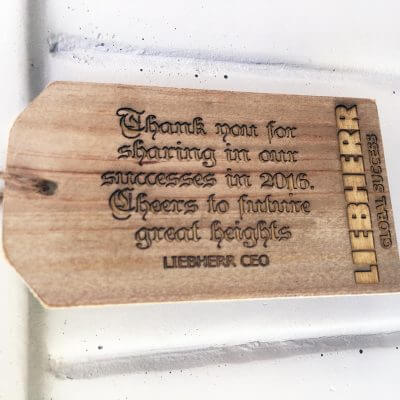 Thank you for
sharing in our
successes in 2016.
Cheers to future
great heights
LIEBHERR CEO
LIEBHERR
GLOBAL SUCCESS